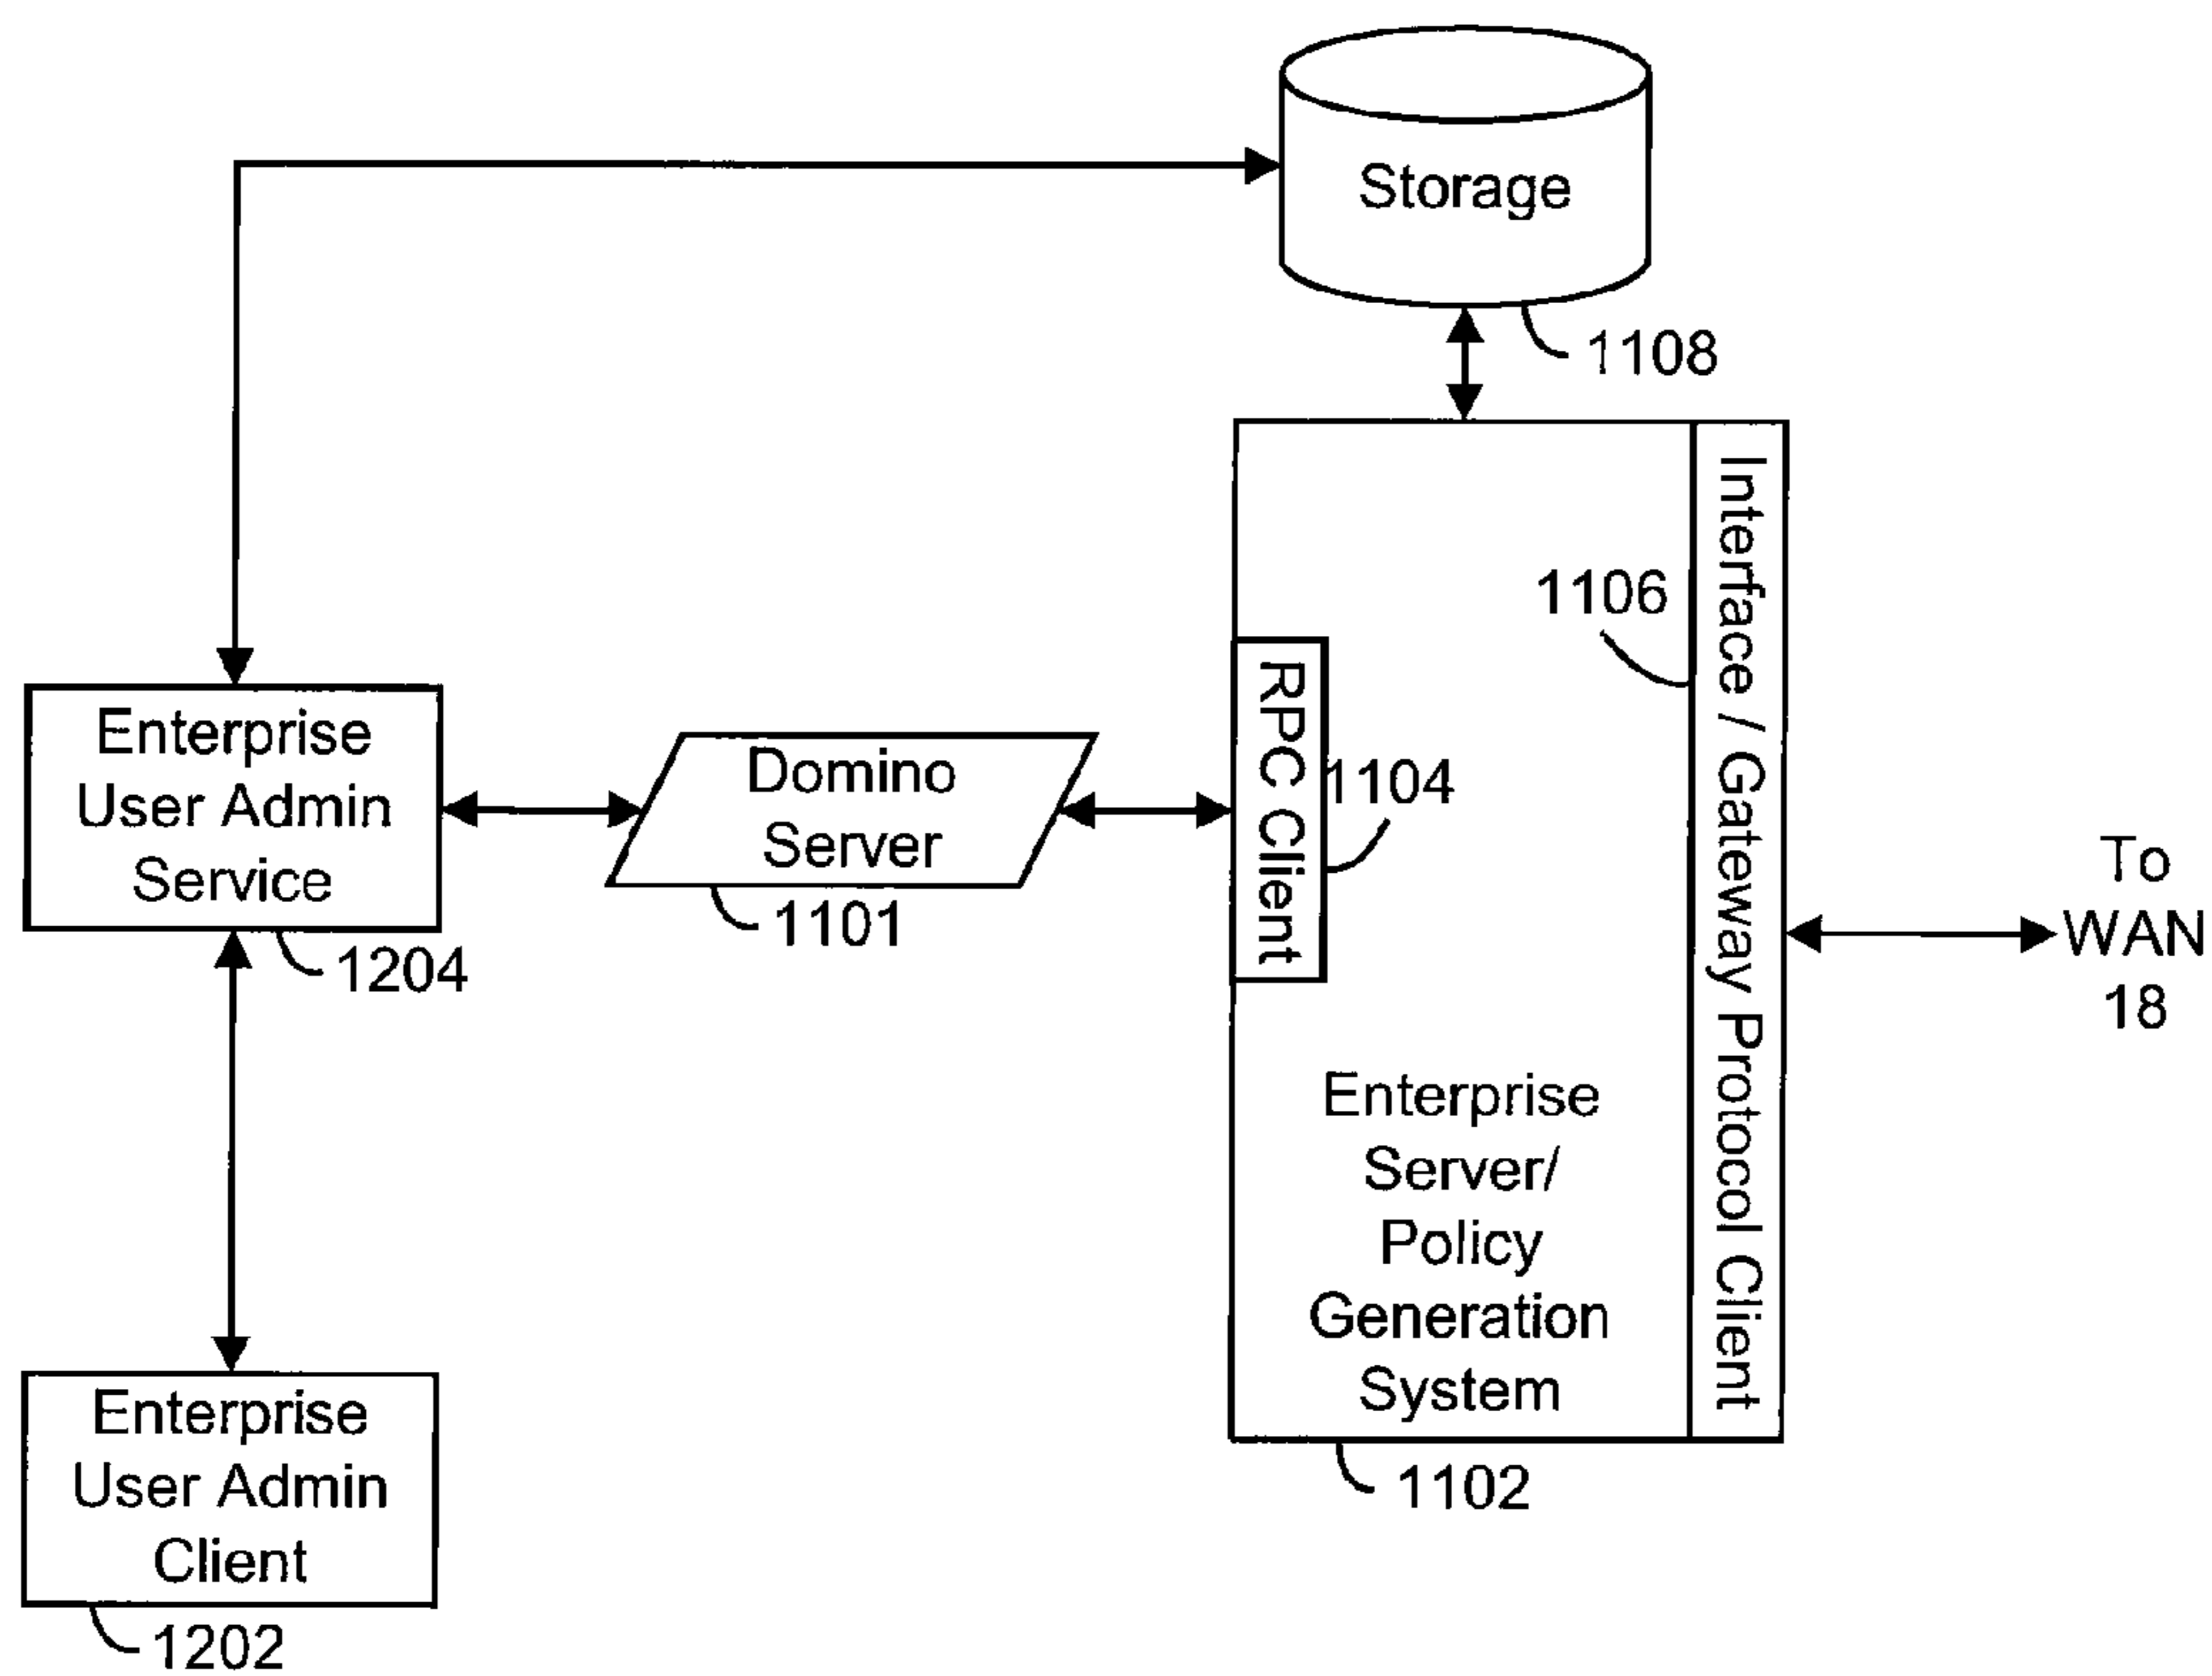 Storage
1108
Interface / Gateway Protocol Client
1106
RPC Client
1104
Enterprise
User Admin
Service
1204
Domino
Server
1101
To
WAN
18
Enterprise
Server/
Policy
Generation
System
1102
Enterprise
User Admin
Client
1202